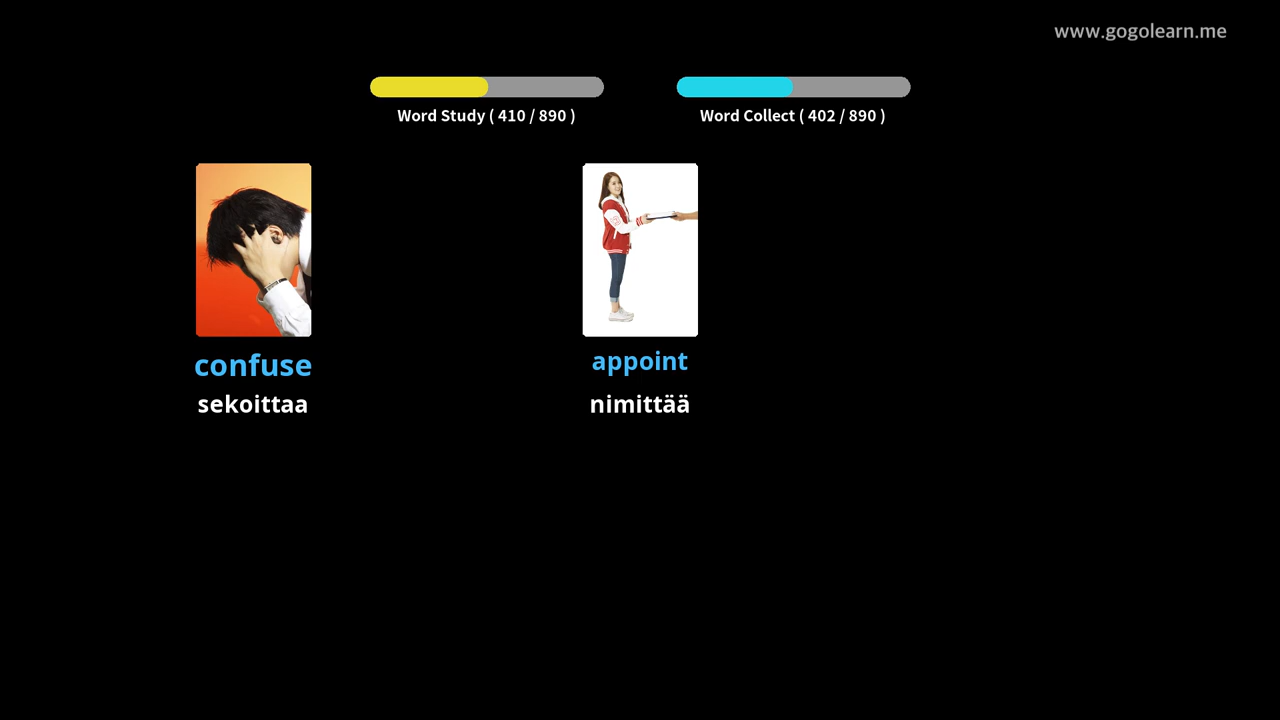 www.gogolearn.me
Word Study ( 410 / 890 )
Word Collect ( 402 / 890 )
confuse
sekoittaa
appoint
nimittää